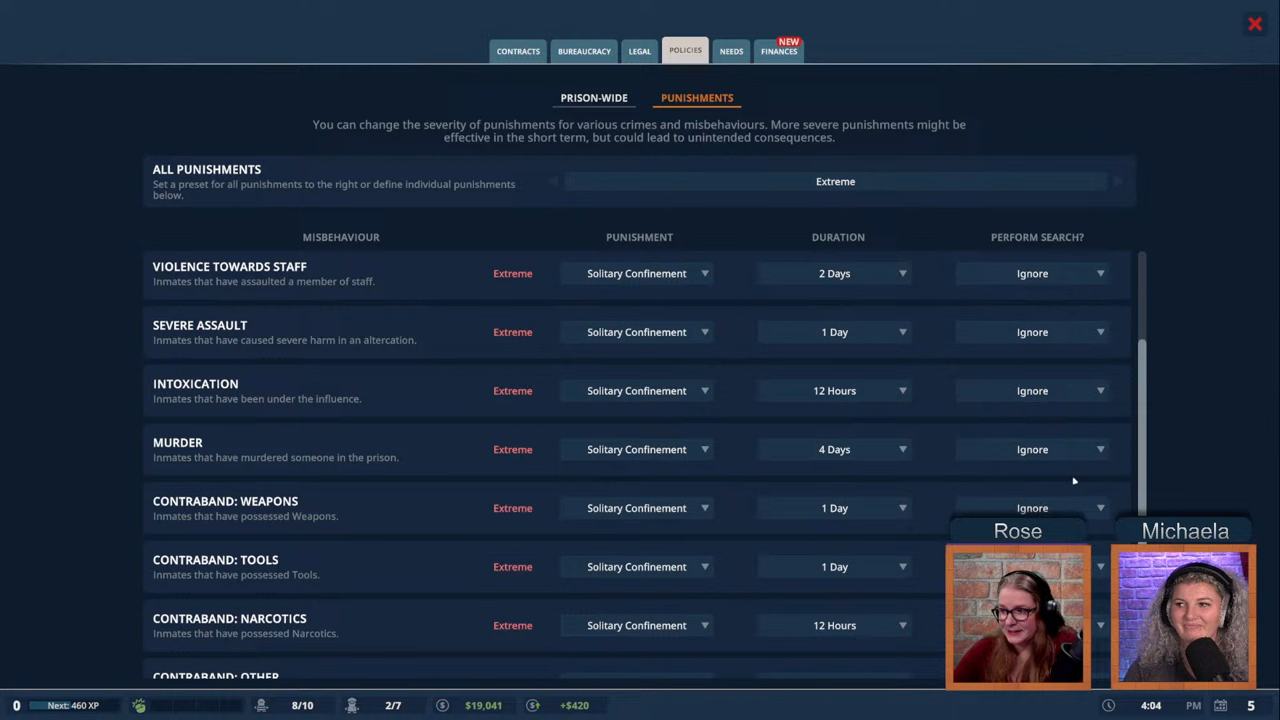 NEW
CONTRACTS BUREAUCRACY LEGAL POLICIES NEEDS FINANCES
PRISON-WIDE PUNISHMENTS
You can change the severity of punishments for various crimes and misbehaviours. More severe punishments might be
effective in the short term, but could lead to unintended consequences.
ALL PUNISHMENTS
Set a preset for all punishments to the right or define individual punishments
below.
Extreme
MISBEHAVIOUR PUNISHMENT DURATION PERFORM SEARCH?
VIOLENCE TOWARDS STAFF
Inmates that have assaulted a member of staff.
Extreme Solitary Confinement 2 Days Ignore
SEVERE ASSAULT
Inmates that have caused severe harm in an altercation.
Extreme Solitary Confinement 1 Day Ignore
INTOXICATION
Inmates that have been under the influence.
Extreme Solitary Confinement 12 Hours Ignore
MURDER
Inmates that have murdered someone in the prison.
Extreme Solitary Confinement 4 Days Ignore
CONTRABAND: WEAPONS
Inmates that have possessed Weapons.
Extreme Solitary Confinement 1 Day Ignore
CONTRABAND: TOOLS
Inmates that have possessed Tools.
Extreme Solitary Confinement 1 Day
CONTRABAND: NARCOTICS
Inmates that have possessed Narcotics.
Extreme Solitary Confinement 12 Hours
CONTRABAND: OTHER
Rose Michaela
0 Next: 460 XP 8/10 2/7 $19,041 +$420 4:04 PM 5